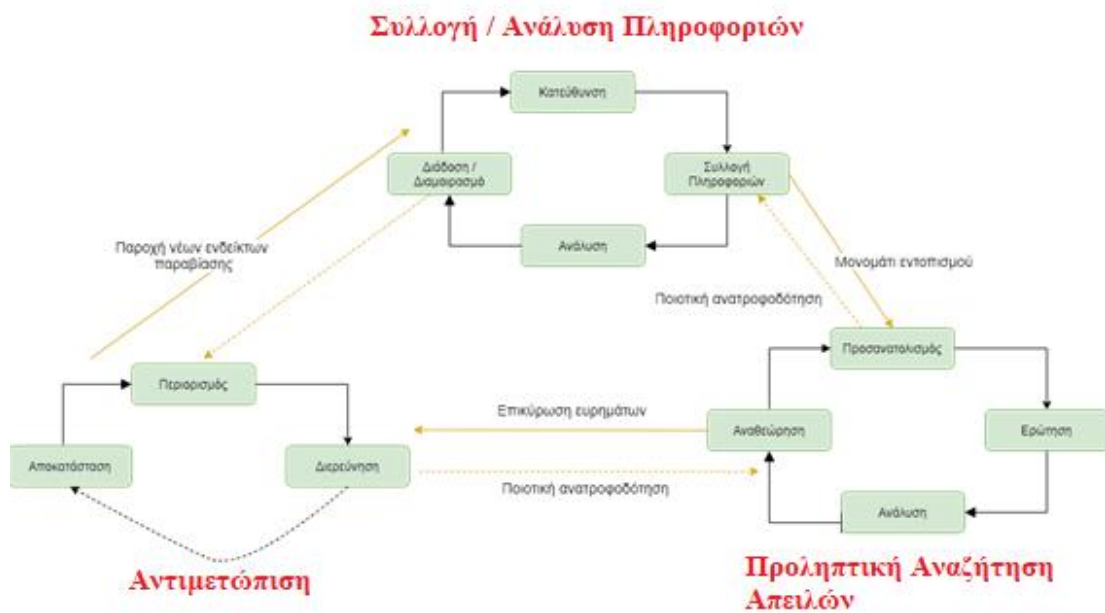 Συλλογή / Ανάλυση Πληροφοριών
Κατεύθυνση
Διάδοση /
Διαμοιρασμό
Συλλογή
Πληροφοριών
Ανάλυση
Παροχή νέων ενδείκτων
παραβίασης
Μονομάτι εντοπισμού
Ποιοτική ανατροφοδότηση
Προσανατολισμός
Περιορισμός
Επικύρωση ευρημάτων
Αναθεώρηση
Ερώτηση
Αποκατάσταση
Διερεύνηση
Ποιοτική ανατροφοδότηση
Ανάλυση
Αντιμετώπιση
Προληπτική Αναζήτηση
Απειλών